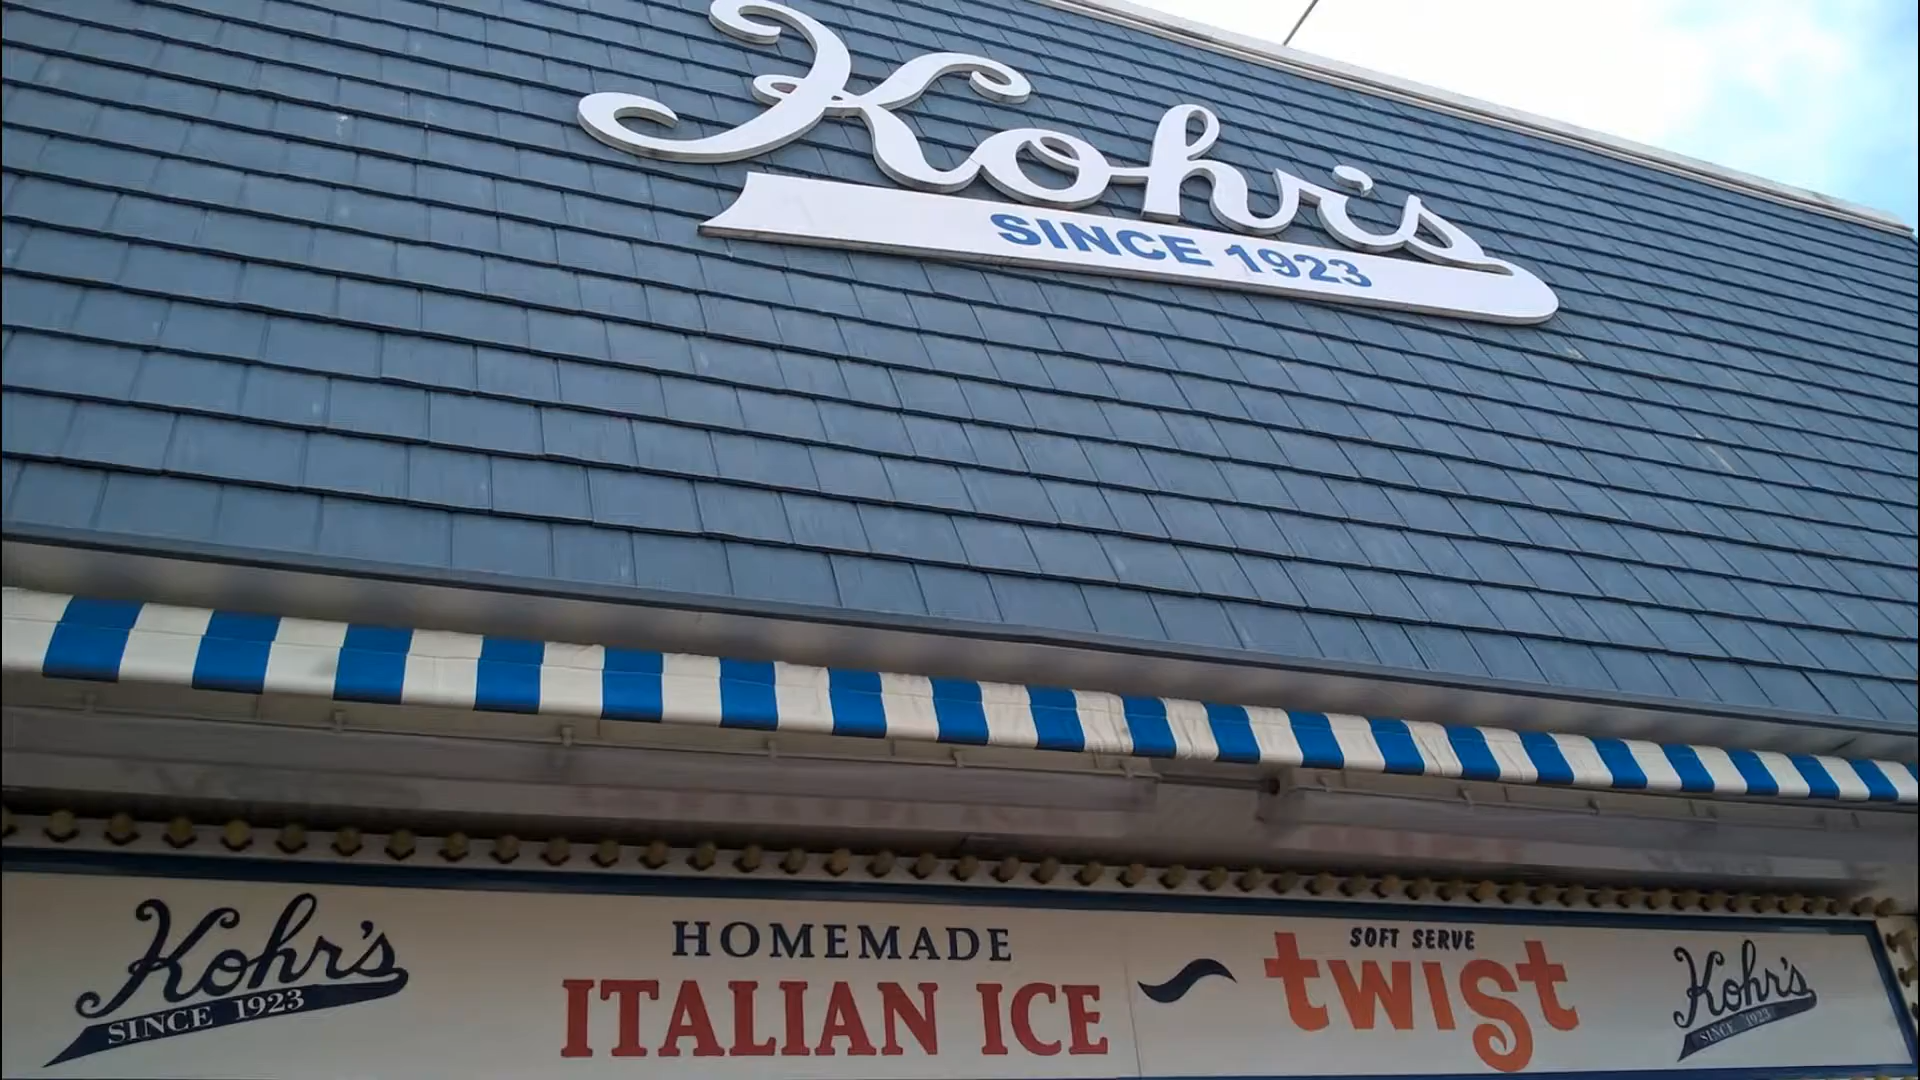 Kohr's
SINCE 1923
Kohr's
SINCE 1923
HOMEMADE
ITALIAN ICE
SOFT SERVE
twist
Kohr's
SINCE 1923